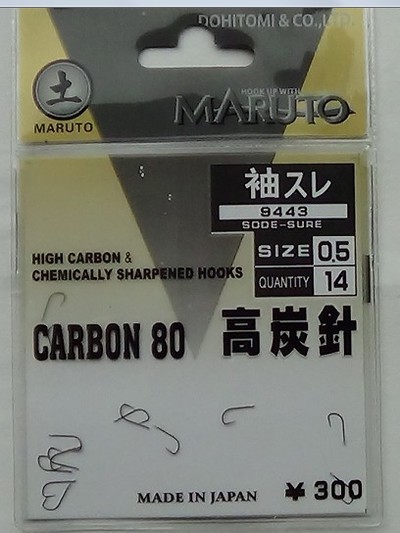 DOHITOMI & CO.,LTD.
土
MARUTO
HOOK UP WITH
MARUTO
袖スレ
9443
SODE-SURE
SIZE 0.5
QUANTITY 14
HIGH CARBON &
CHEMICALLY SHARPENED HOOKS
CARBON 80
高炭針
MADE IN JAPAN
¥ 300